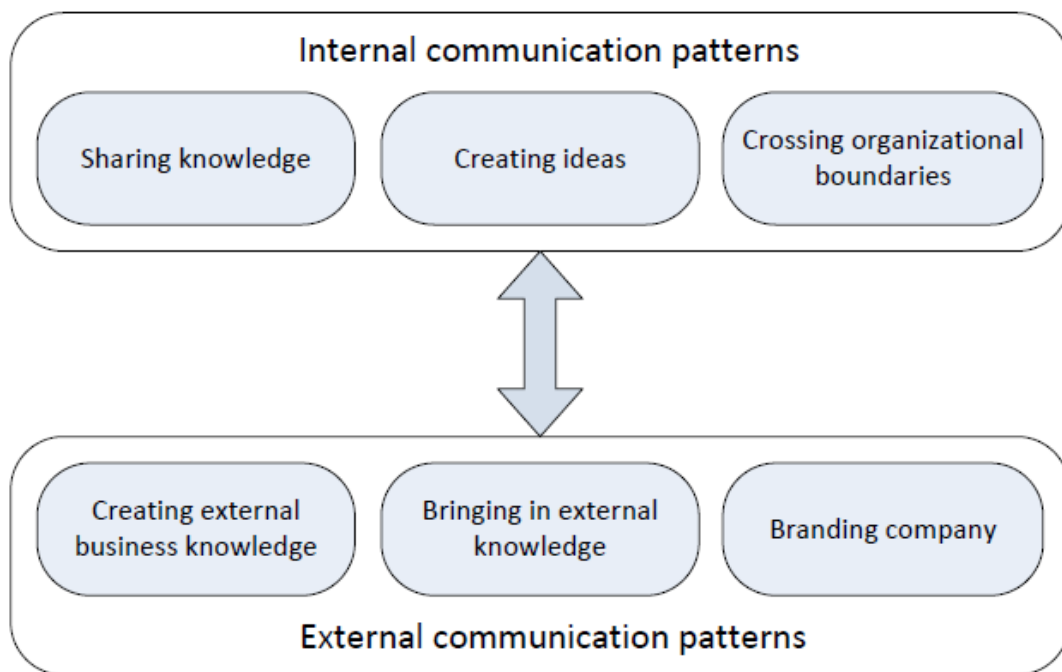 Internal communication patterns
Sharing knowledge
Creating ideas
Crossing organizational
boundaries
Creating external
business knowledge
Bringing in external
knowledge
Branding company
External communication patterns